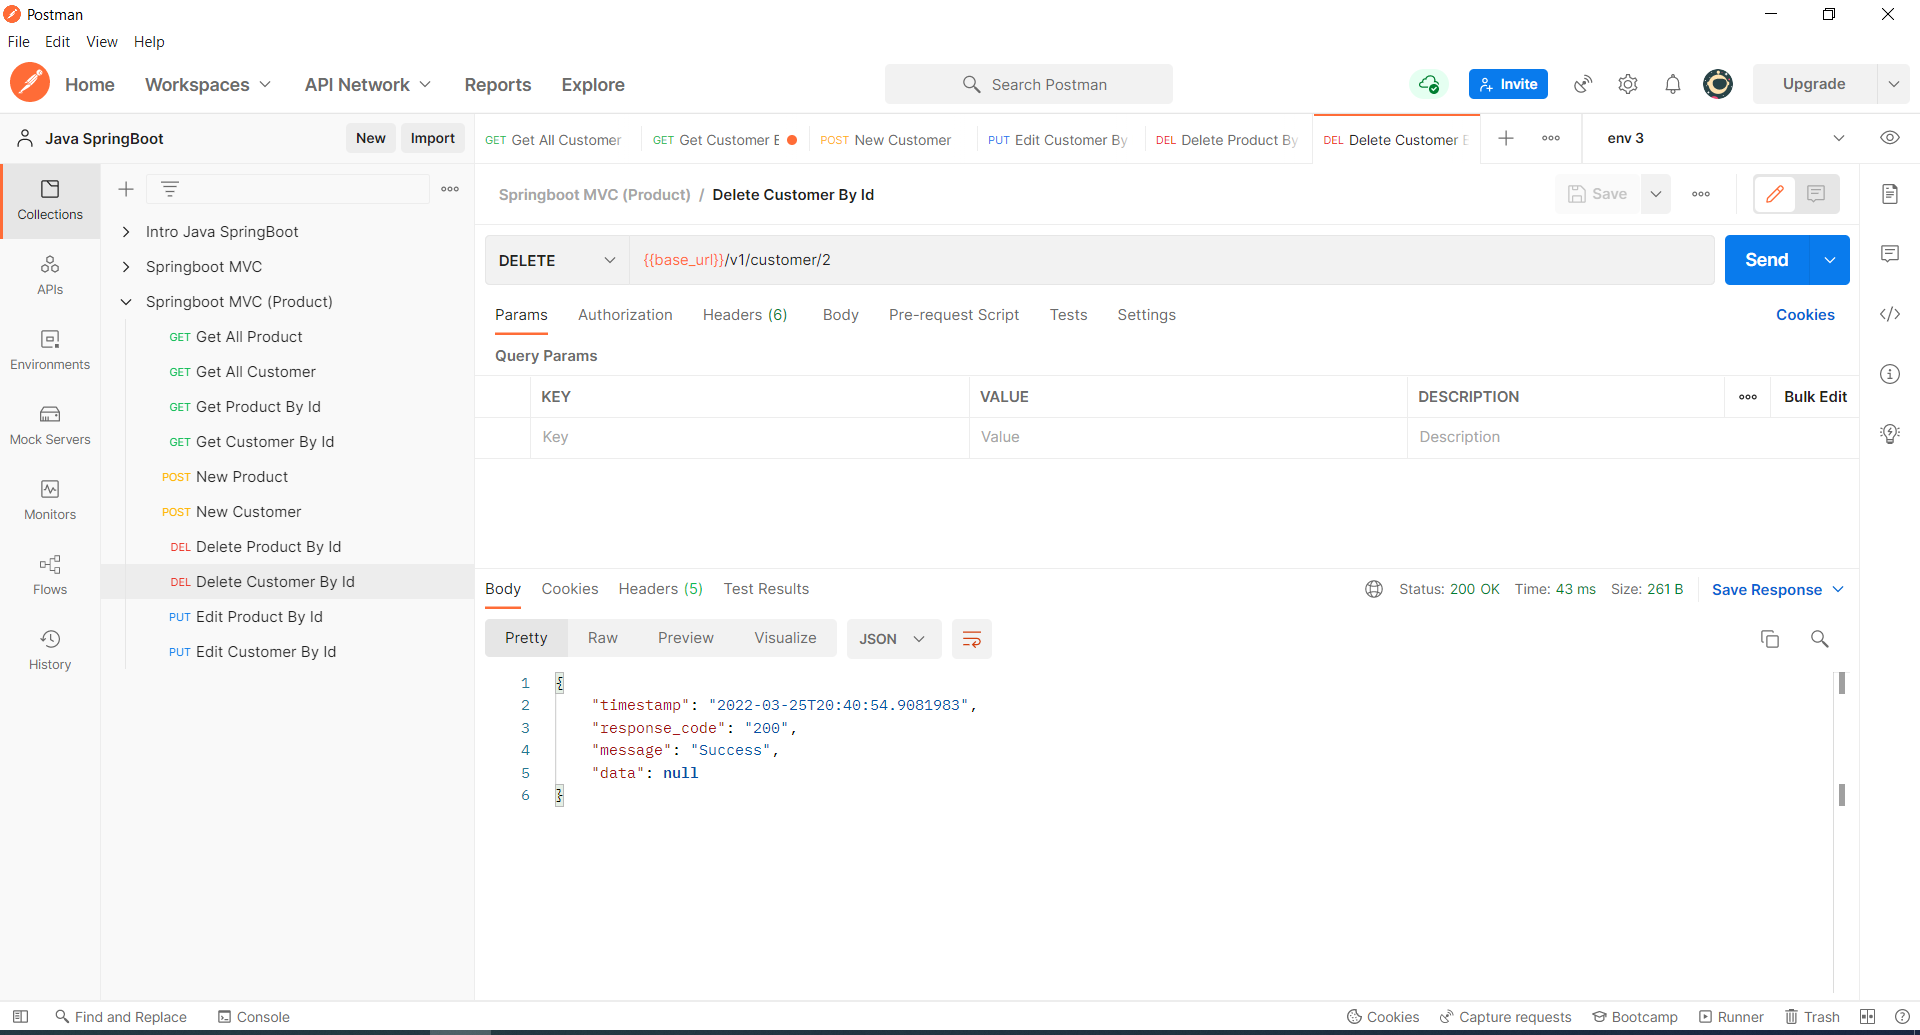 Postman
File Edit View Help
Home Workspaces API Network Reports Explore Search Postman Invite Upgrade
Java SpringBoot New Import
GET Get All Customer GET Get Customer E POST New Customer PUT Edit Customer By DEL Delete Product By DEL Delete Customer E env 3
Collections
APIs
Environments
Mock Servers
Monitors
Flows
History
Intro Java SpringBoot
Springboot MVC
Springboot MVC (Product)
GET Get All Product
GET Get All Customer
GET Get Product By Id
GET Get Customer By Id
POST New Product
POST New Customer
DEL Delete Product By Id
DEL Delete Customer By Id
PUT Edit Product By Id
PUT Edit Customer By Id
Springboot MVC (Product) / Delete Customer By Id Save
DELETE {{base_url}}/v1/customer/2 Send
Params Authorization Headers (6) Body Pre-request Script Tests Settings Cookies
Query Params
KEY VALUE DESCRIPTION Bulk Edit
Key Value Description
Body Cookies Headers (5) Test Results Status: 200 OK Time: 43 ms Size: 261 B Save Response
Pretty Raw Preview Visualize JSON
1 {
2 "timestamp": "2022-03-25T20:40:54.9081983",
3 "response_code": "200",
4 "message": "Success",
5 "data": null
6 }
Find and Replace Console Cookies Capture requests Bootcamp Runner Trash